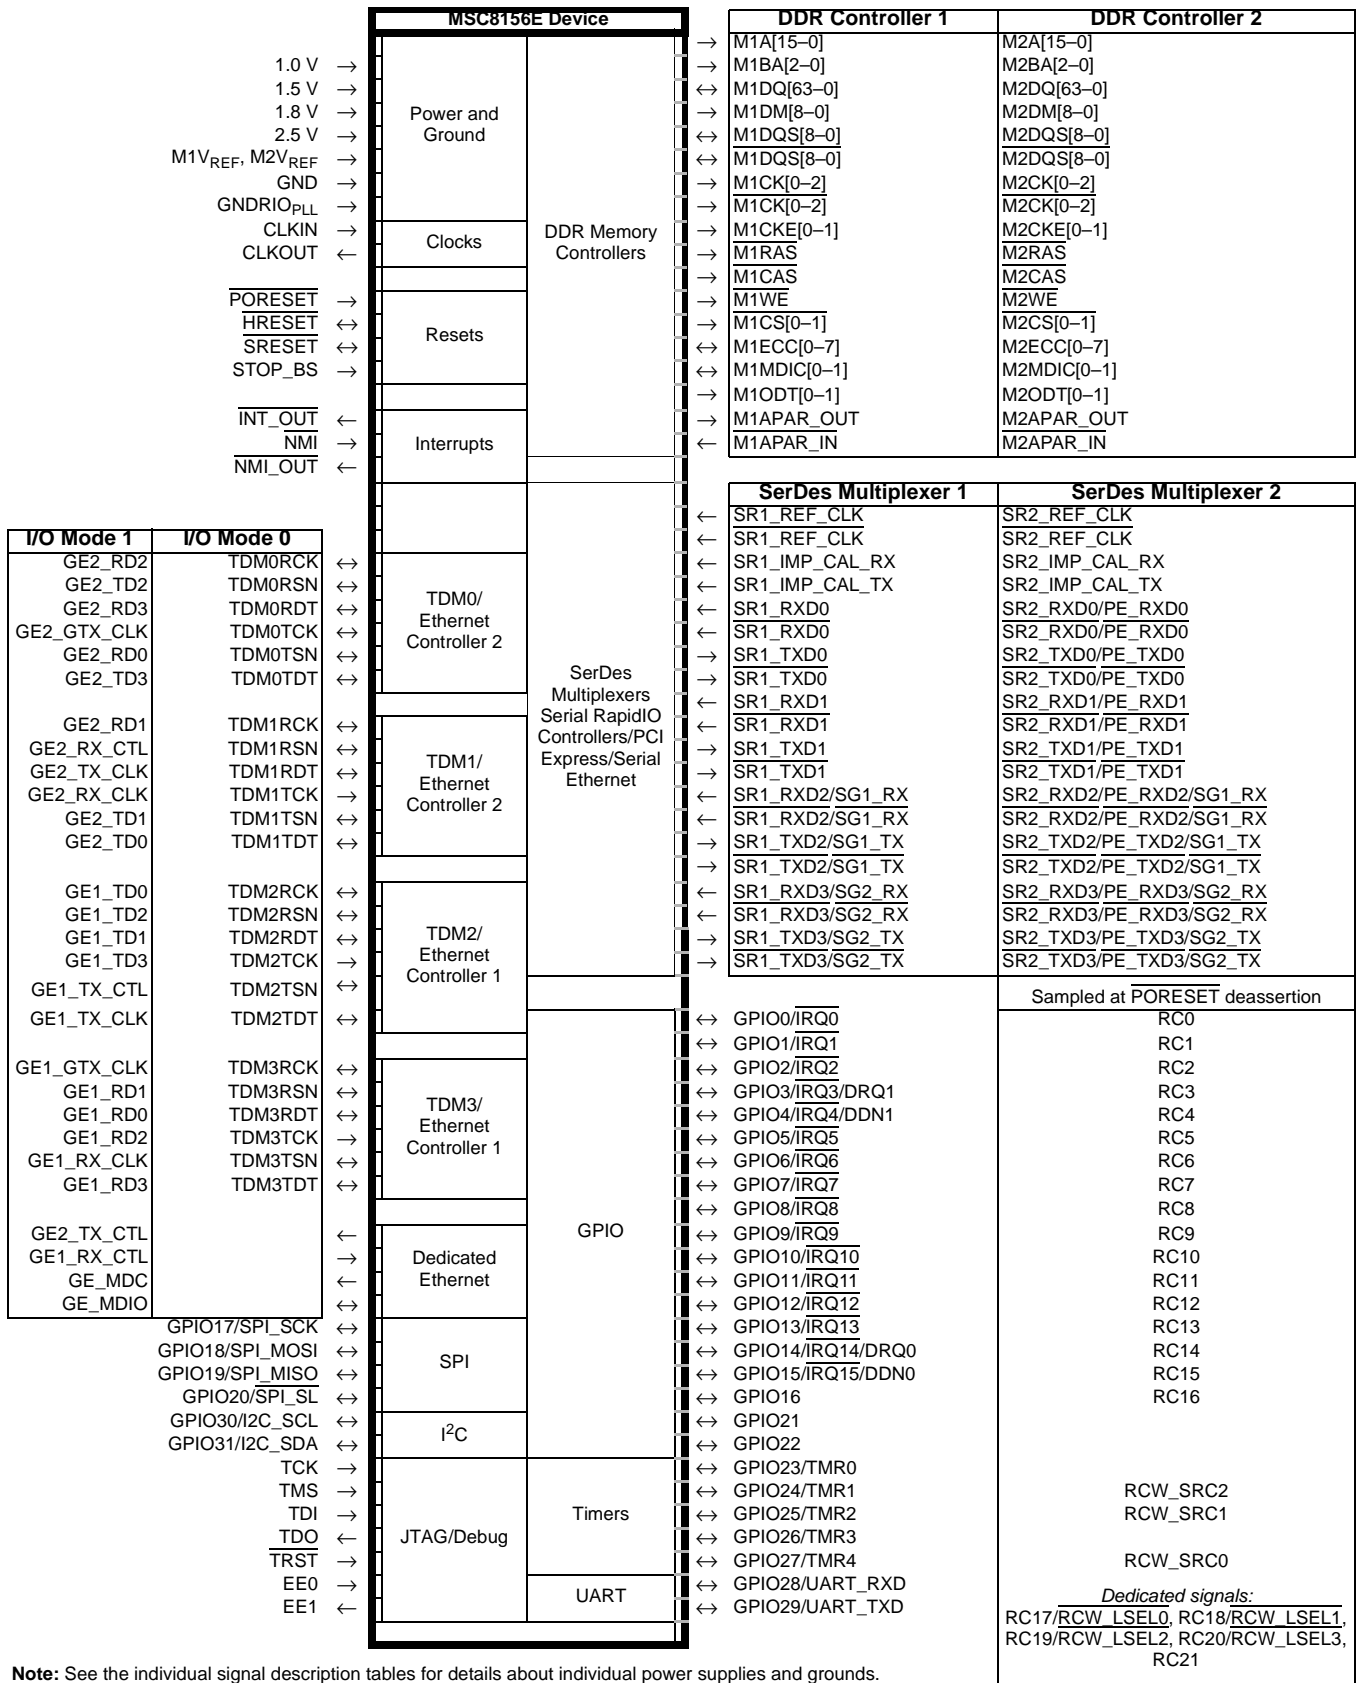 MSC8156E Device
1.0 V →
1.5 V →
1.8 V →
2.5 V →
M1VREF, M2VREF →
GND →
GNDRIOPLL →
CLKIN →
CLKOUT ←
PORESET →
HRESET ↔
SRESET ↔
STOP_BS →
INT_OUT ←
NMI →
NMI_OUT ←
I/O Mode 1 I/O Mode 0
GE2_RD2 TDM0RCK ↔
GE2_TD2 TDM0RSN ↔
GE2_RD3 TDM0RDT ↔
GE2_GTX_CLK TDM0TCK ↔
GE2_RD0 TDM0TSN ↔
GE2_TD3 TDM0TDT ↔
GE2_RD1 TDM1RCK ↔
GE2_RX_CTL TDM1RSN ↔
GE2_TX_CLK TDM1RDT ↔
GE2_RX_CLK TDM1TCK →
GE2_TD1 TDM1TSN ↔
GE2_TD0 TDM1TDT ↔
GE1_TD0 TDM2RCK ↔
GE1_TD2 TDM2RSN ↔
GE1_TD1 TDM2RDT ↔
GE1_TD3 TDM2TCK →
GE1_TX_CTL TDM2TSN ↔
GE1_TX_CLK TDM2TDT ↔
GE1_GTX_CLK TDM3RCK ↔
GE1_RD1 TDM3RSN ↔
GE1_RD0 TDM3RDT ↔
GE1_RD2 TDM3TCK →
GE1_RX_CLK TDM3TSN ↔
GE1_RD3 TDM3TDT ↔
GE2_TX_CTL ←
GE1_RX_CTL →
GE_MDC ←
GE_MDIO ↔
GPIO17/SPI_SCK ↔
GPIO18/SPI_MOSI ↔
GPIO19/SPI_MISO ↔
GPIO20/SPI_SL ↔
GPIO30/I2C_SCL ↔
GPIO31/I2C_SDA ↔
TCK →
TMS →
TDI →
TDO ←
TRST →
EE0 →
EE1 ←
Power and
Ground
Clocks
Resets
Interrupts
TDM0/
Ethernet
Controller 2
TDM1/
Ethernet
Controller 2
TDM2/
Ethernet
Controller 1
TDM3/
Ethernet
Controller 1
Dedicated
Ethernet
SPI
I2C
JTAG/Debug
DDR Memory
Controllers
SerDes
Multiplexers
Serial RapidIO
Controllers/PCI
Express/Serial
Ethernet
GPIO
Timers
UART
DDR Controller 1 DDR Controller 2
→ M1A[15–0] M2A[15–0]
→ M1BA[2–0] M2BA[2–0]
↔ M1DQ[63–0] M2DQ[63–0]
→ M1DM[8–0] M2DM[8–0]
↔ M1DQS[8–0] M2DQS[8–0]
↔ M1DQS[8–0] M2DQS[8–0]
→ M1CK[0–2] M2CK[0–2]
→ M1CK[0–2] M2CK[0–2]
→ M1CKE[0–1] M2CKE[0–1]
→ M1RAS M2RAS
→ M1CAS M2CAS
→ M1WE M2WE
→ M1CS[0–1] M2CS[0–1]
↔ M1ECC[0–7] M2ECC[0–7]
↔ M1MDIC[0–1] M2MDIC[0–1]
→ M1ODT[0–1] M2ODT[0–1]
→ M1APAR_OUT M2APAR_OUT
← M1APAR_IN M2APAR_IN
SerDes Multiplexer 1 SerDes Multiplexer 2
← SR1_REF_CLK SR2_REF_CLK
← SR1_REF_CLK SR2_REF_CLK
← SR1_IMP_CAL_RX SR2_IMP_CAL_RX
← SR1_IMP_CAL_TX SR2_IMP_CAL_TX
← SR1_RXD0 SR2_RXD0/PE_RXD0
← SR1_RXD0 SR2_RXD0/PE_RXD0
→ SR1_TXD0 SR2_TXD0/PE_TXD0
→ SR1_TXD0 SR2_TXD0/PE_TXD0
← SR1_RXD1 SR2_RXD1/PE_RXD1
← SR1_RXD1 SR2_RXD1/PE_RXD1
→ SR1_TXD1 SR2_TXD1/PE_TXD1
→ SR1_TXD1 SR2_TXD1/PE_TXD1
← SR1_RXD2/SG1_RX SR2_RXD2/PE_RXD2/SG1_RX
← SR1_RXD2/SG1_RX SR2_RXD2/PE_RXD2/SG1_RX
→ SR1_TXD2/SG1_TX SR2_TXD2/PE_TXD2/SG1_TX
→ SR1_TXD2/SG1_TX SR2_TXD2/PE_TXD2/SG1_TX
← SR1_RXD3/SG2_RX SR2_RXD3/PE_RXD3/SG2_RX
← SR1_RXD3/SG2_RX SR2_RXD3/PE_RXD3/SG2_RX
→ SR1_TXD3/SG2_TX SR2_TXD3/PE_TXD3/SG2_TX
→ SR1_TXD3/SG2_TX SR2_TXD3/PE_TXD3/SG2_TX
Sampled at PORESET deassertion
↔ GPIO0/IRQ0 RC0
↔ GPIO1/IRQ1 RC1
↔ GPIO2/IRQ2 RC2
↔ GPIO3/IRQ3/DRQ1 RC3
↔ GPIO4/IRQ4/DDN1 RC4
↔ GPIO5/IRQ5 RC5
↔ GPIO6/IRQ6 RC6
↔ GPIO7/IRQ7 RC7
↔ GPIO8/IRQ8 RC8
↔ GPIO9/IRQ9 RC9
↔ GPIO10/IRQ10 RC10
↔ GPIO11/IRQ11 RC11
↔ GPIO12/IRQ12 RC12
↔ GPIO13/IRQ13 RC13
↔ GPIO14/IRQ14/DRQ0 RC14
↔ GPIO15/IRQ15/DDN0 RC15
↔ GPIO16 RC16
↔ GPIO21
↔ GPIO22
↔ GPIO23/TMR0
↔ GPIO24/TMR1 RCW_SRC2
↔ GPIO25/TMR2 RCW_SRC1
↔ GPIO26/TMR3
↔ GPIO27/TMR4 RCW_SRC0
↔ GPIO28/UART_RXD
↔ GPIO29/UART_TXD
Dedicated signals:
RC17/RCW_LSEL0, RC18/RCW_LSEL1,
RC19/RCW_LSEL2, RC20/RCW_LSEL3,
RC21
Note: See the individual signal description tables for details about individual power supplies and grounds.